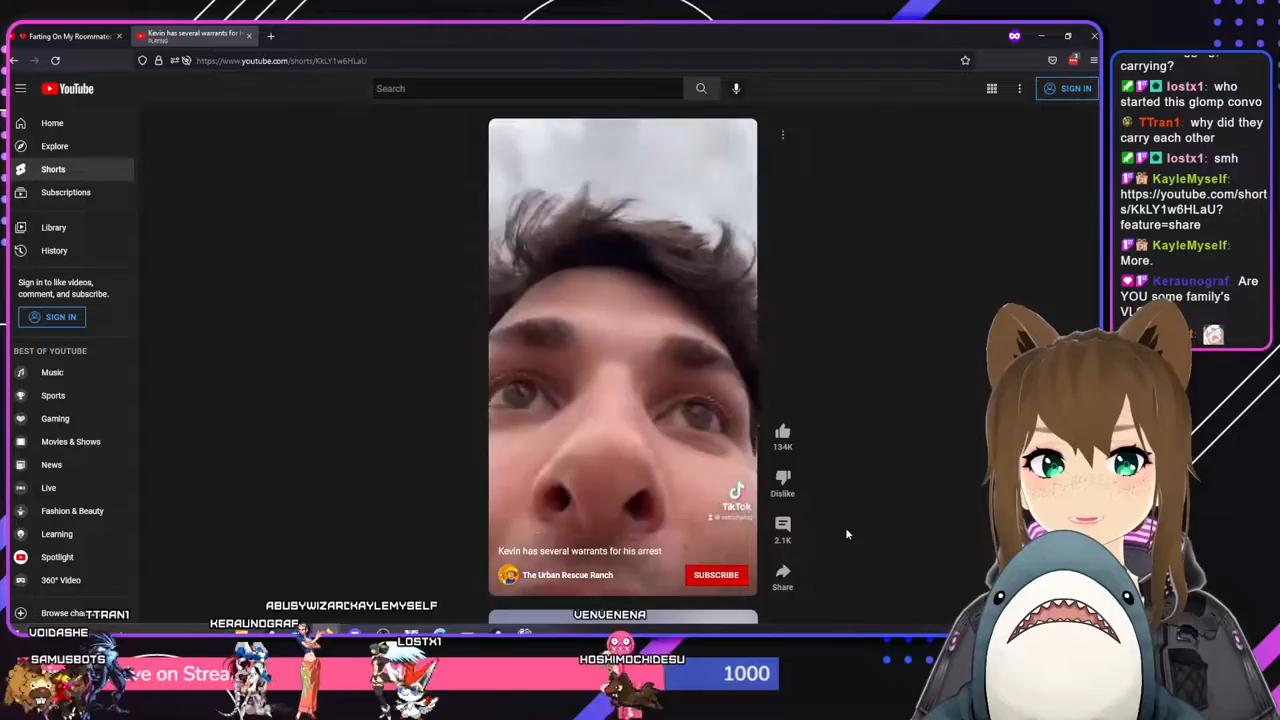 Farting On My Roommates
Kevin has several warrants for h
PLAYING
https://www.youtube.com/shorts/KkLY1w6HLaU
YouTube
Search
SIGN IN
Home
Explore
Shorts
Subscriptions
Library
History
Sign in to like videos,
comment, and subscribe.
SIGN IN
BEST OF YOUTUBE
Music
Sports
Gaming
Movies & Shows
News
Live
Fashion & Beauty
Learning
Spotlight
360° Video
Browse cha
TikTok
Kevin has several warrants for his arrest
The Urban Rescue Ranch
SUBSCRIBE
134K
Dislike
2.1K
Share
carrying?
lostx1: who
started this glomp convo
TTran1: why did they
carry each other
lostx1: smh
KayleMyself:
https://youtube.com/short
s/KkLY1w6HLaU?
feature=share
KayleMyself:
More.
Keraunograf Are
YOU some family's
TTRAN1
VOIDASHE
SAMUSBOTS
KERAUNOGRAF
ABUSYWIZARD
KAYLEMYSELF
LOSTX1
UENUENENA
HOSHIMOCHIDESU
ve on Strea
1000